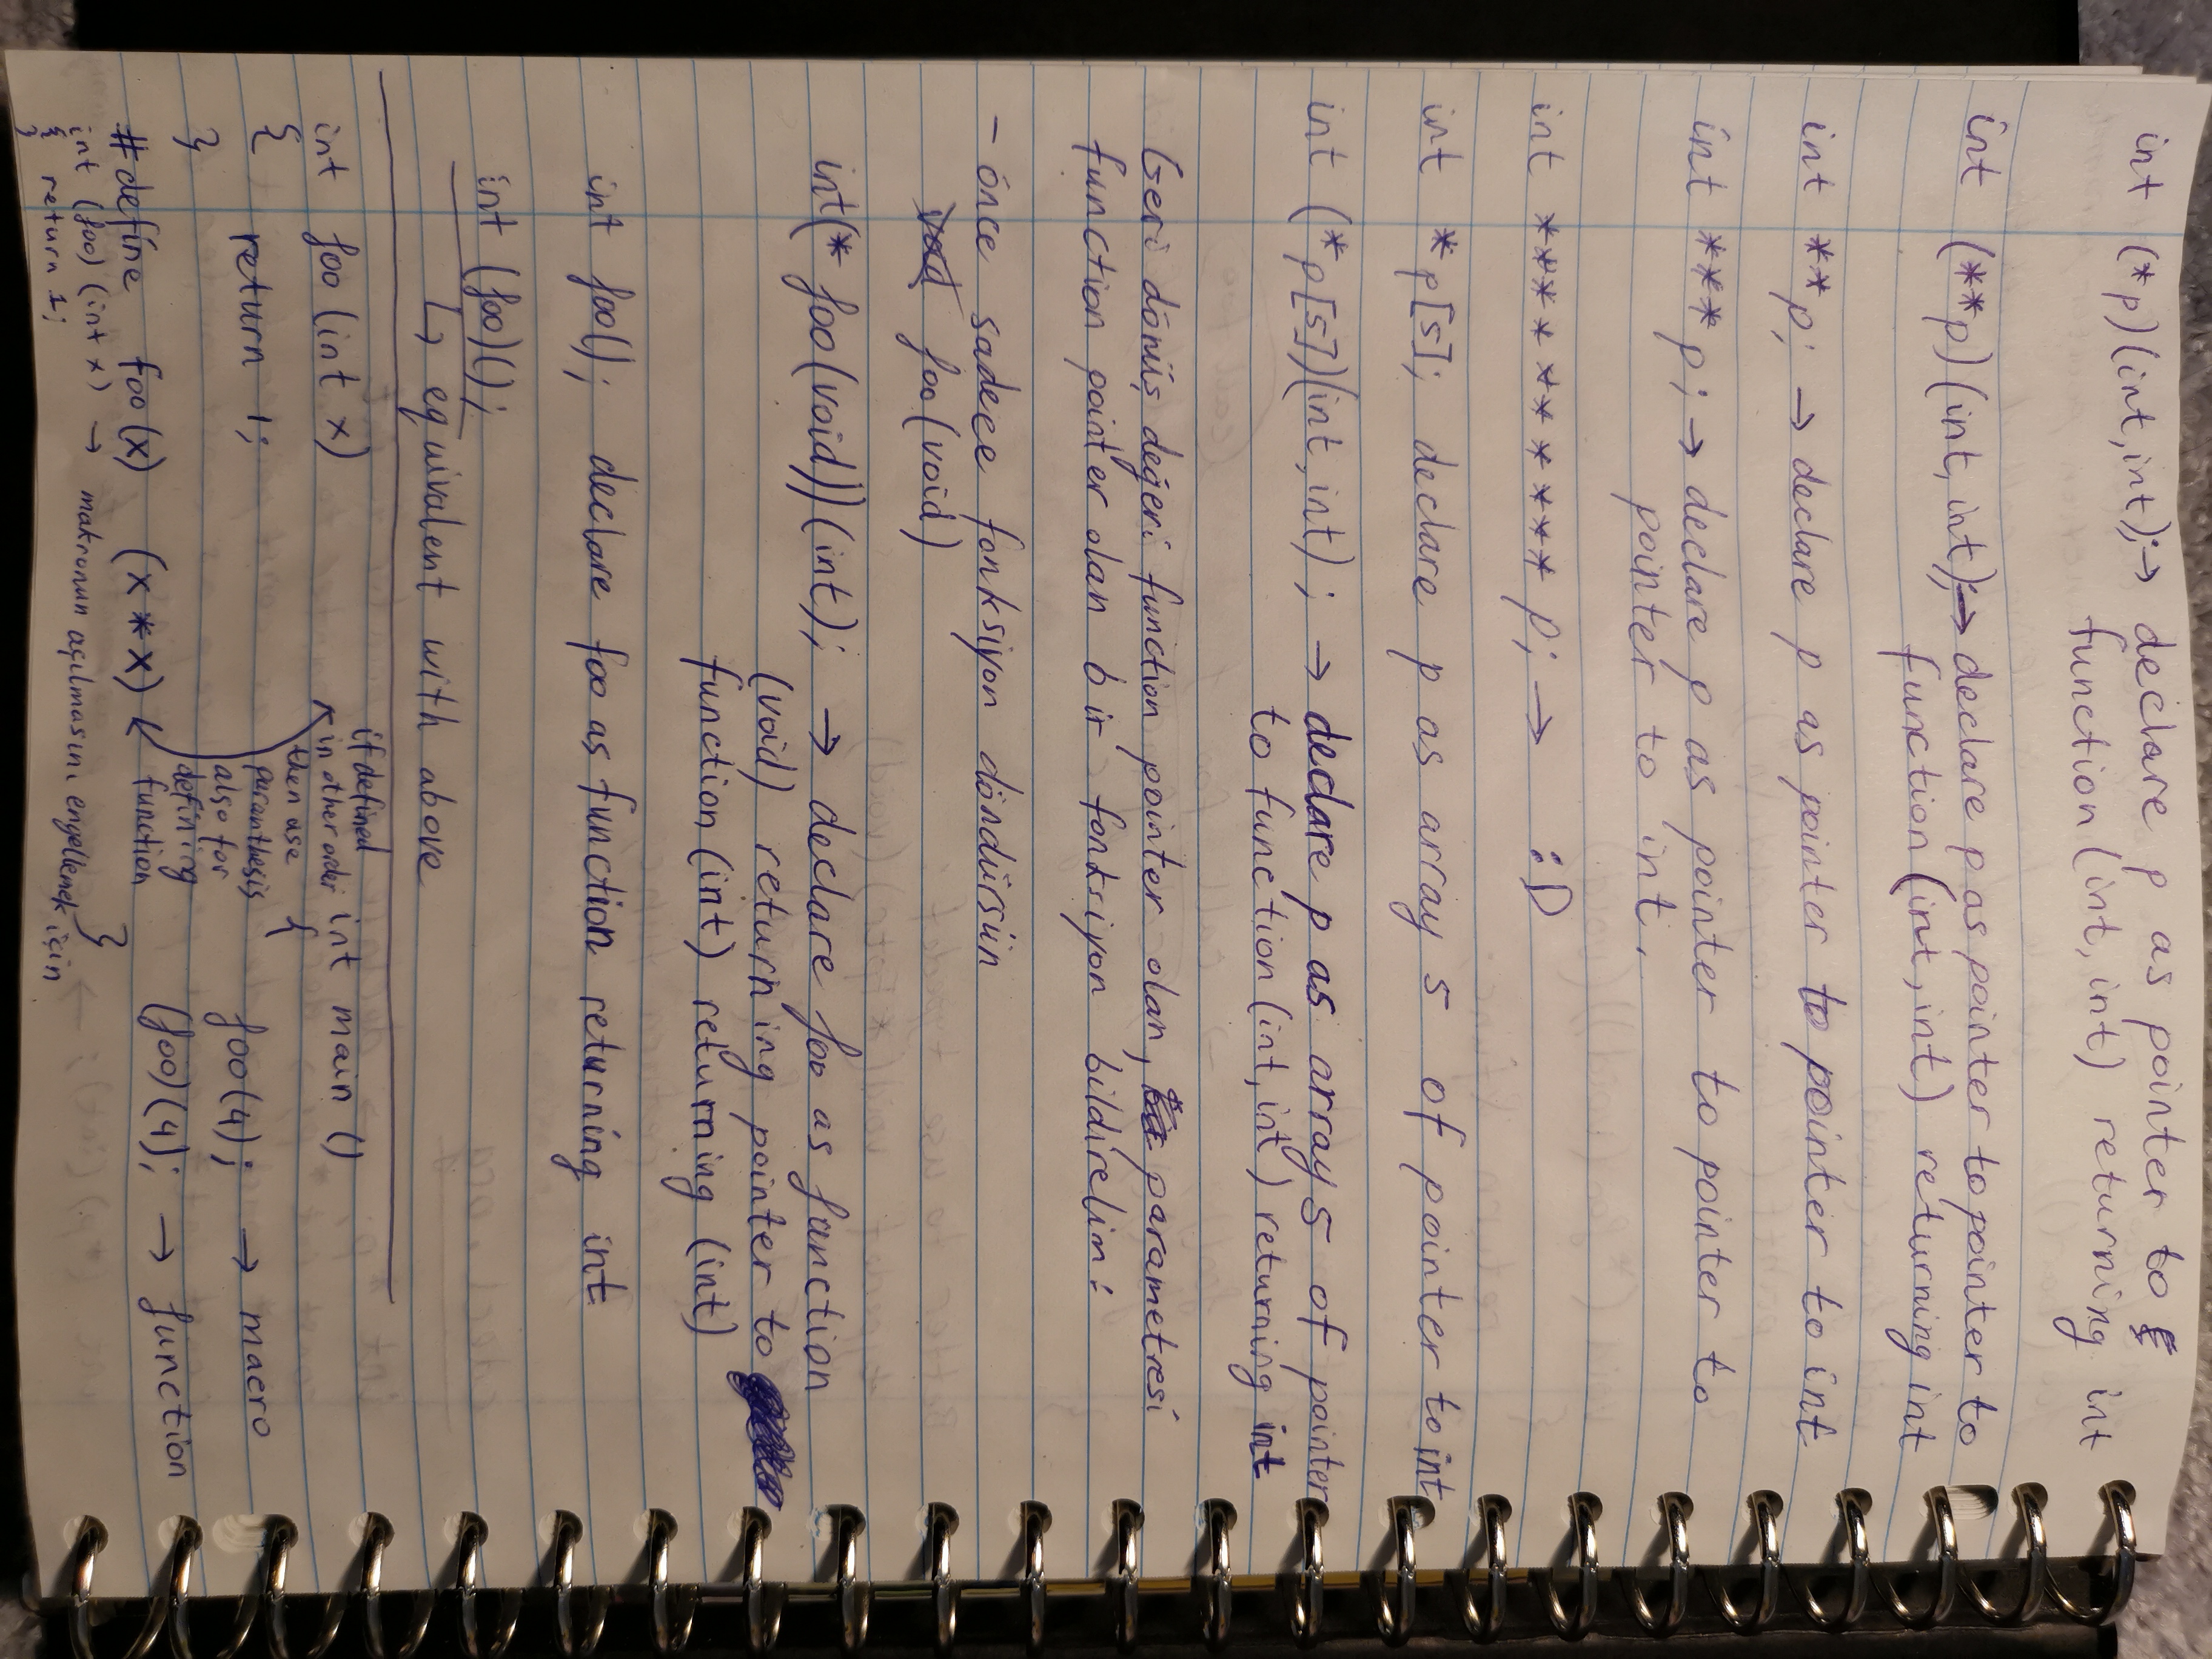 int (*p)(int,int);→ declare p as pointer to
function(int, int) returning int
int (**p)(int, int);→ declare p as pointer to pointer to
function (int, int) returning int
int **p; → declare p as pointer to pointer to int
int ***p; → declare p as pointer to pointer to
pointer to int.
int *********** p; → :D
int *p[5]; declare p as array 5 of pointer to int
int (*p[5])(int,int); → declare p as array 5 of pointer
to function (int, int) returning int
Geri dönüş değeri function pointer olan, parametresi
function pointer olan bir fonksiyon bildirelim:
- önce sadece fonksiyon döndürsün
void foo(void)
int(* foo(void))(int); → declare foo as function
(void) returning pointer to
function (int) returning (int)
int foo(); declare foo as function returning int
int (foo)();
↳ equivalent with above
int foo (int x)
{
return 1;
}
#define foo(x) (x*x)
int (foo) (int x) → makronun açılmasını engellemek için
{ return 1;
}
if defined
in other order
then use
paranthesis
also for
defining
function
int main ()
{
foo(4); → macro
(foo)(4); → function
}